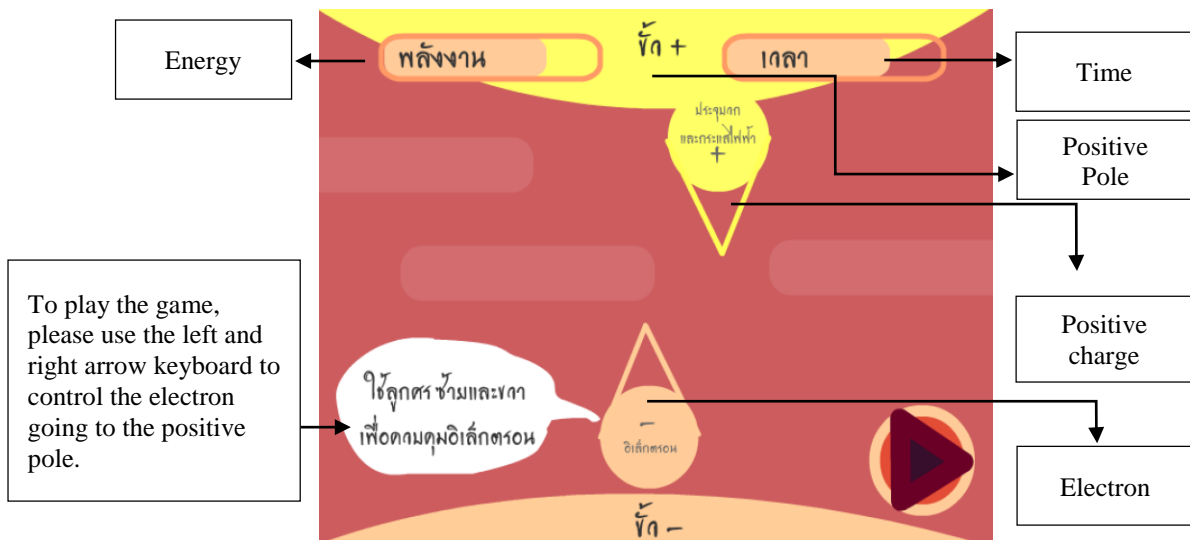 Energy
พลังงาน
ขั้ว +
เวลา
Time
ประจุบวก
และกระแสไฟฟ้า
+
Positive
Pole
To play the game,
please use the left and
right arrow keyboard to
control the electron
going to the positive
pole.
ใช้ลูกศรซ้ายและขวา
เพื่อควบคุมอิเล็กตรอน
Positive
charge
−
อิเล็กตรอน
Electron
ขั้ว −